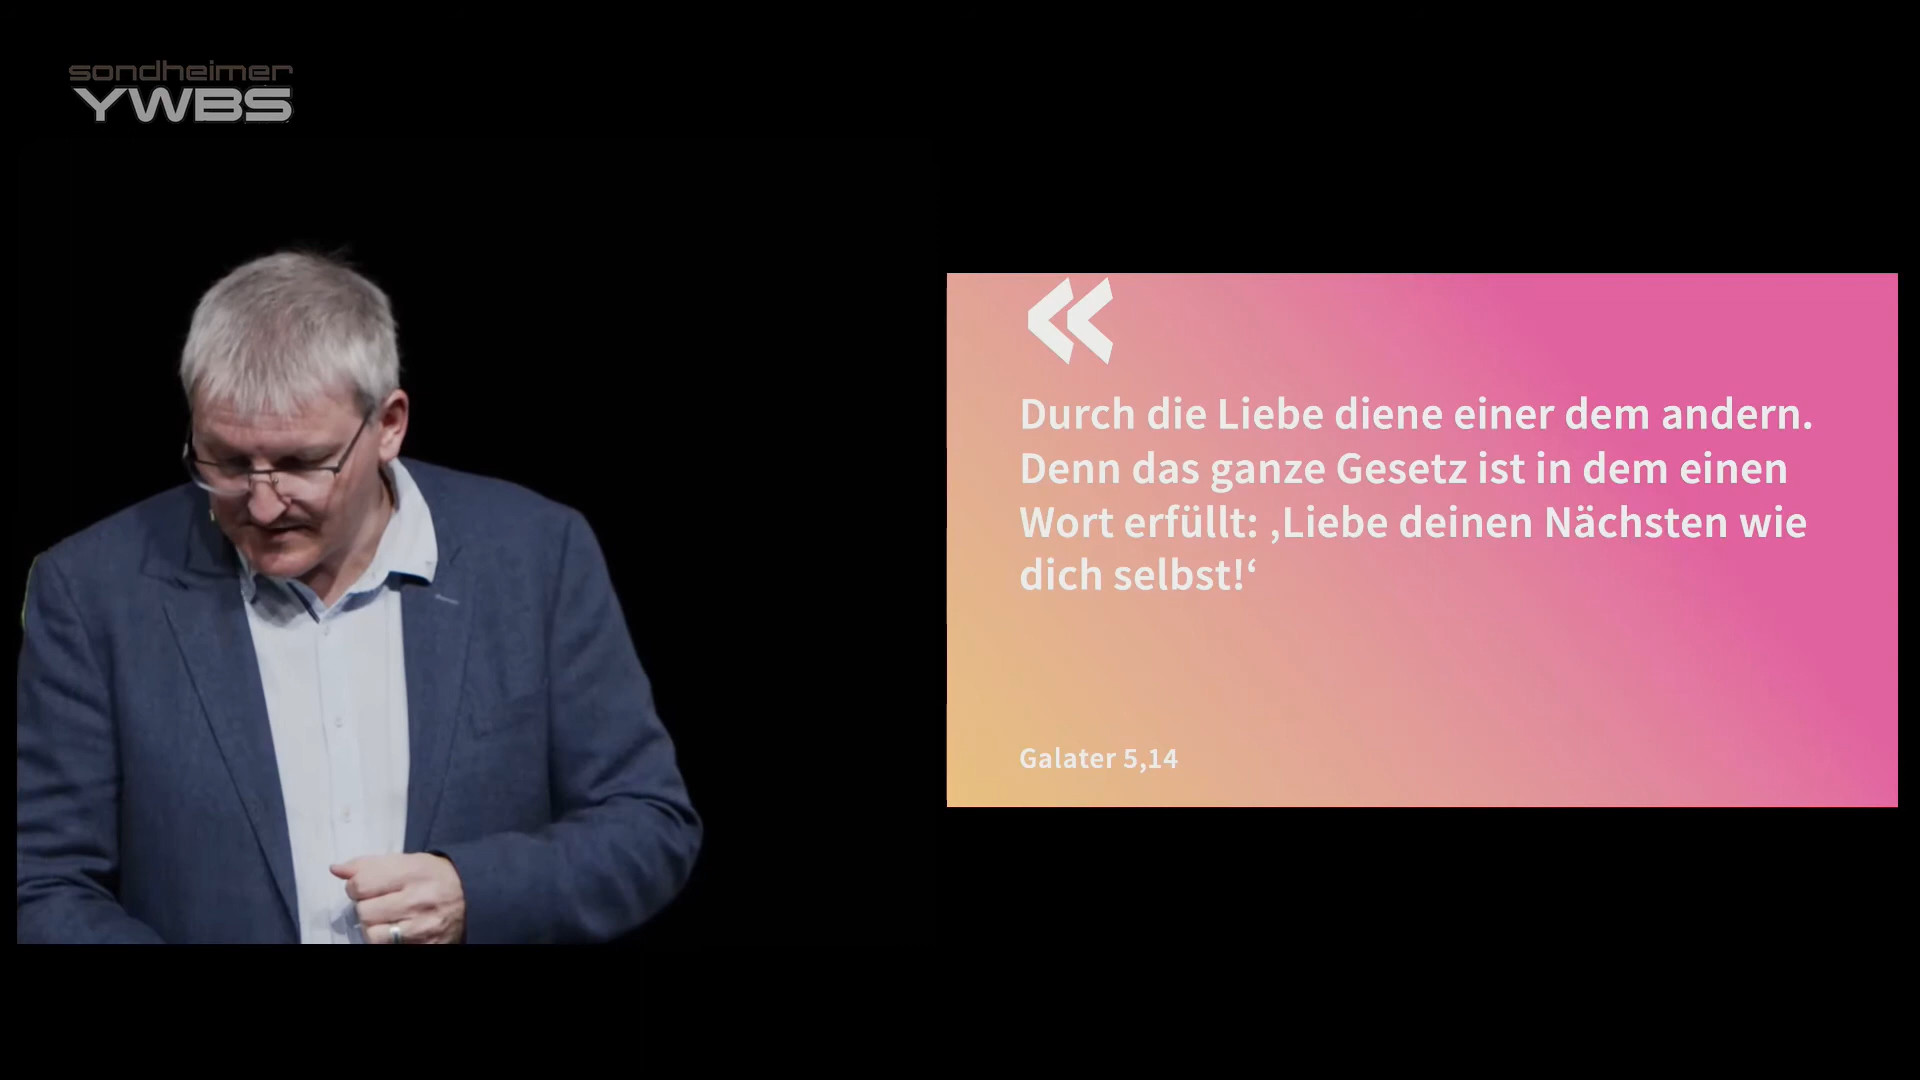 sondheimer
YWBS
«
Durch die Liebe diene einer dem andern.
Denn das ganze Gesetz ist in dem einen
Wort erfüllt: ‚Liebe deinen Nächsten wie
dich selbst!‘
Galater 5,14